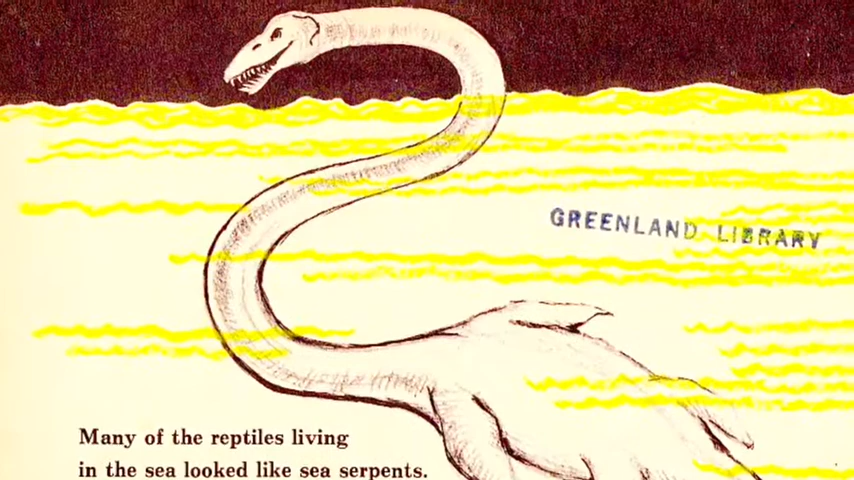 GREENLAND LIBRARY
Many of the reptiles living
in the sea looked like sea serpents.